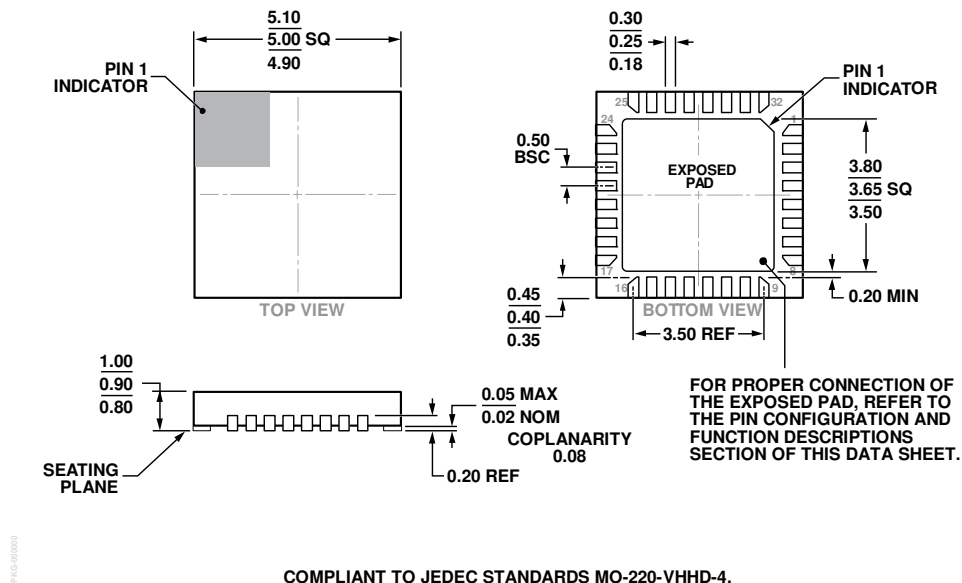 5.10
5.00 SQ
4.90
PIN 1
INDICATOR
TOP VIEW
0.30
0.25
0.18
PIN 1
INDICATOR
25
32
24
1
0.50
BSC
EXPOSED
PAD
3.80
3.65 SQ
3.50
17
8
16
9
0.45
0.40
0.35
BOTTOM VIEW
3.50 REF
0.20 MIN
1.00
0.90
0.80
0.05 MAX
0.02 NOM
COPLANARITY
0.08
0.20 REF
SEATING
PLANE
FOR PROPER CONNECTION OF
THE EXPOSED PAD, REFER TO
THE PIN CONFIGURATION AND
FUNCTION DESCRIPTIONS
SECTION OF THIS DATA SHEET.
PKG-000000
COMPLIANT TO JEDEC STANDARDS MO-220-VHHD-4.